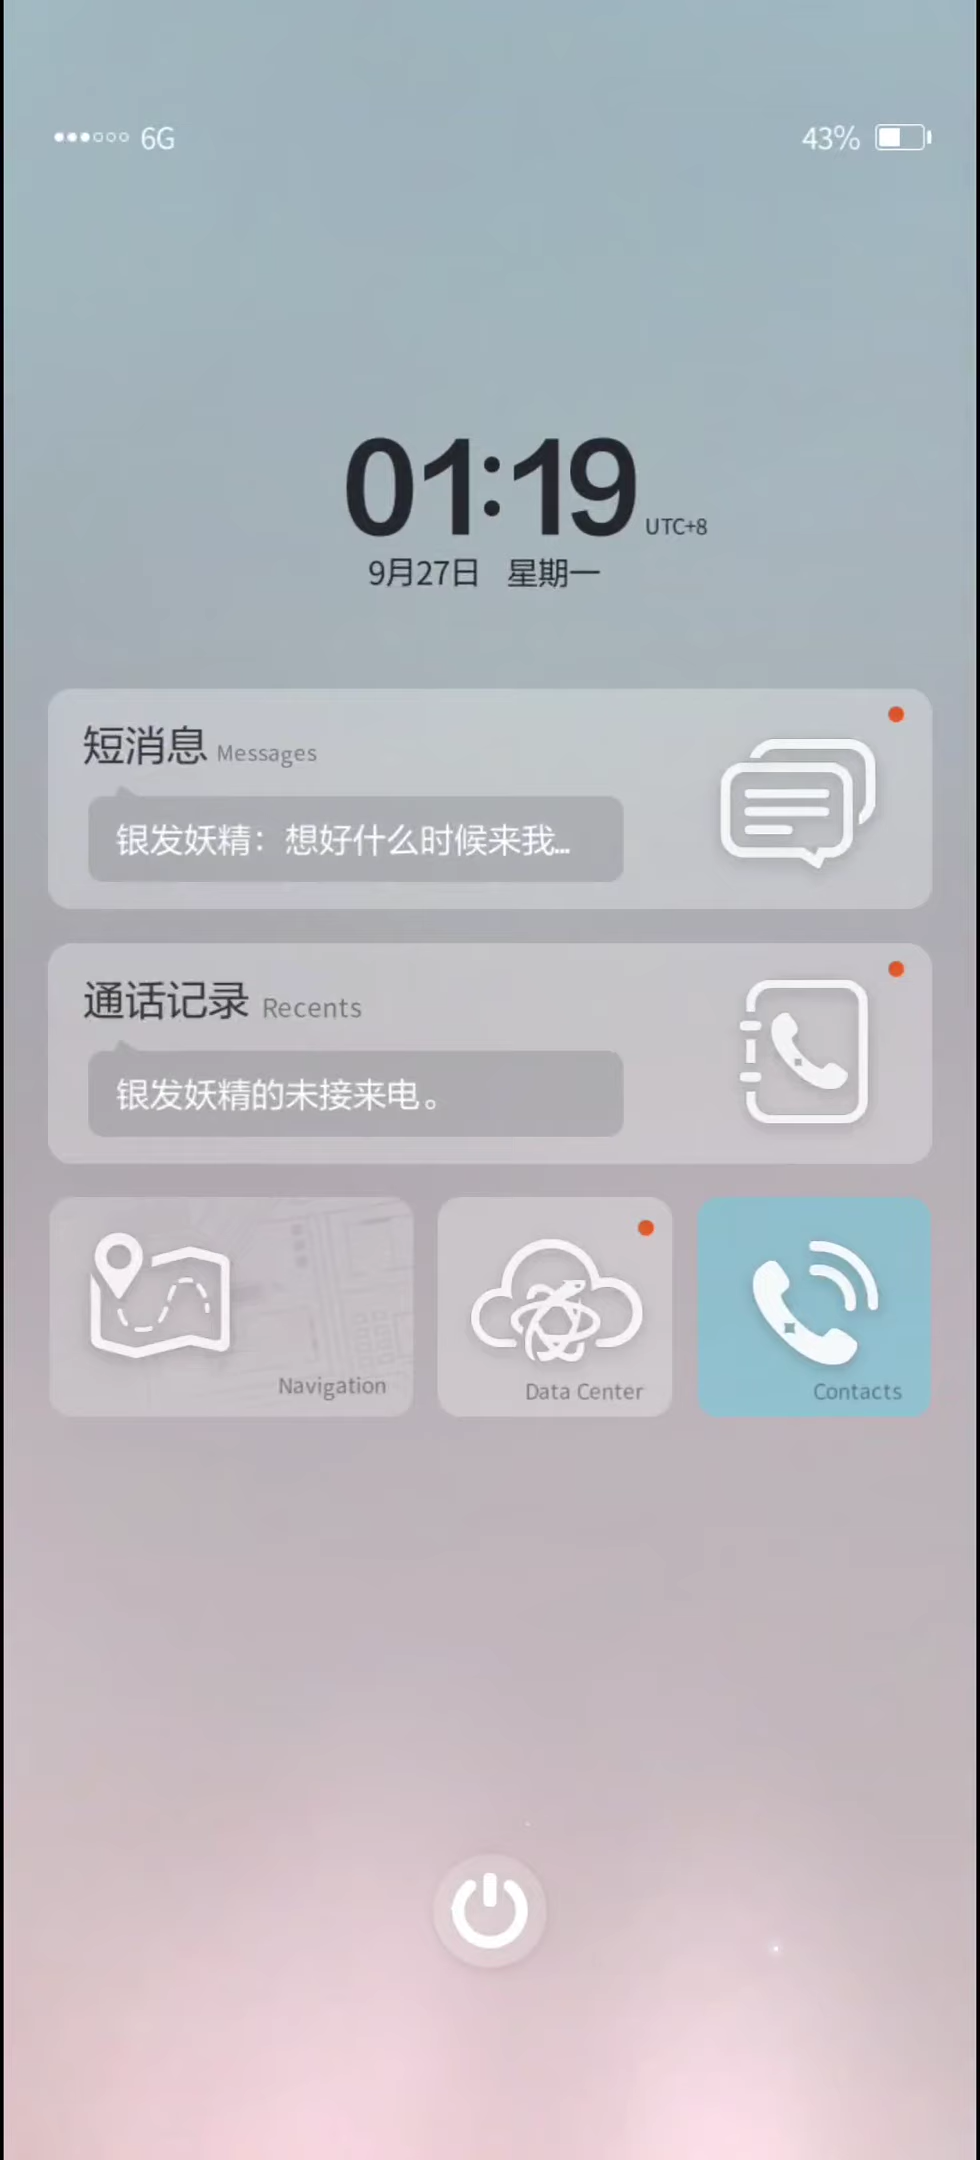 6G 43%
01:19 UTC+8
9月27日 星期一
短消息 Messages
银发妖精：想好什么时候来我...
通话记录 Recents
银发妖精的未接来电。
Navigation
Data Center
Contacts